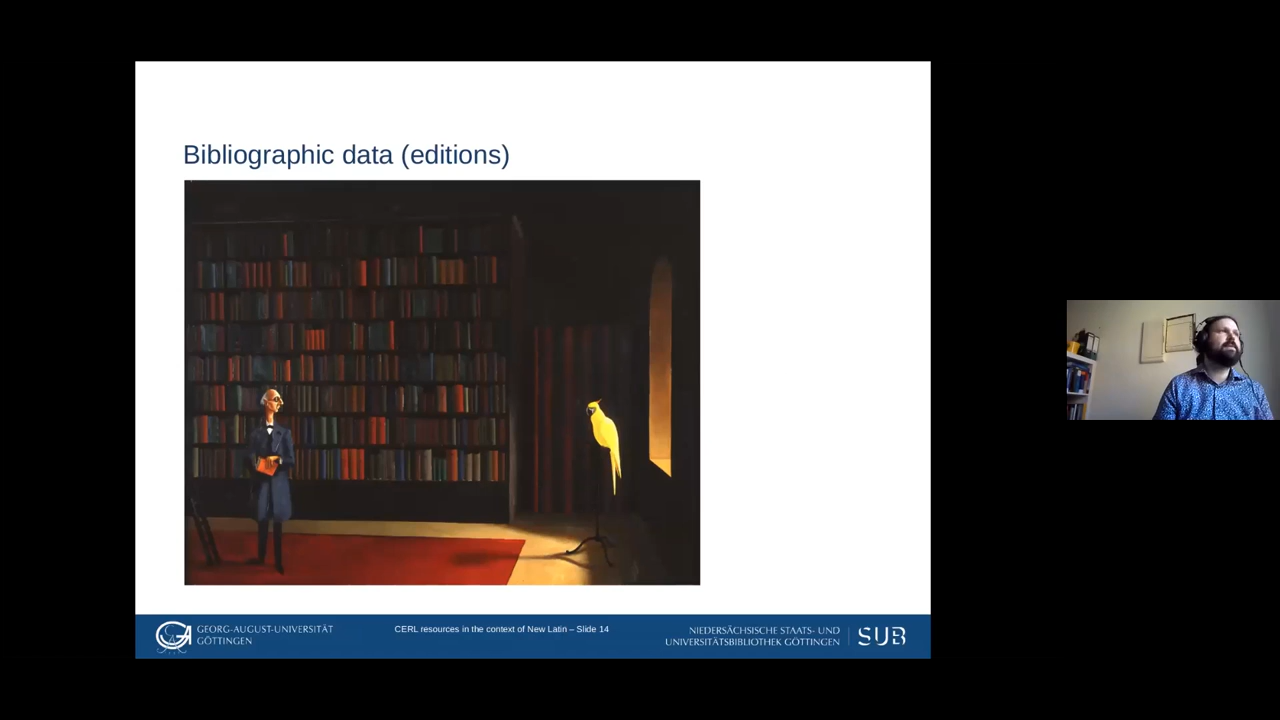 Bibliographic data (editions)
GEORG-AUGUST-UNIVERSITÄT
GÖTTINGEN
CERL resources in the context of New Latin – Slide 14
NIEDERSÄCHSISCHE STAATS- UND
UNIVERSITÄTSBIBLIOTHEK GÖTTINGEN
SUB